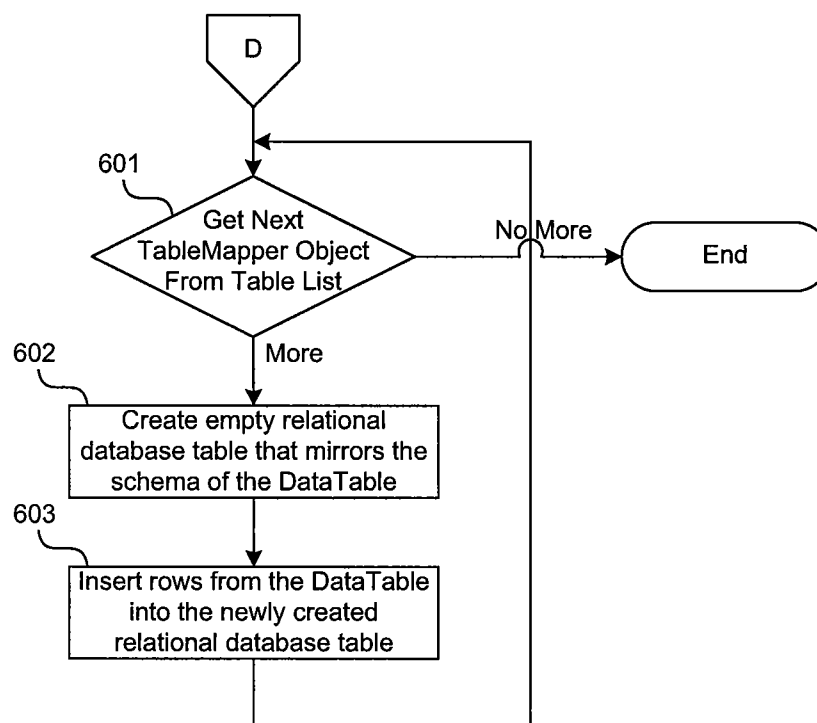 D
601
Get Next
TableMapper Object
From Table List
No More
End
More
602
Create empty relational
database table that mirrors the
schema of the DataTable
603
Insert rows from the DataTable
into the newly created
relational database table